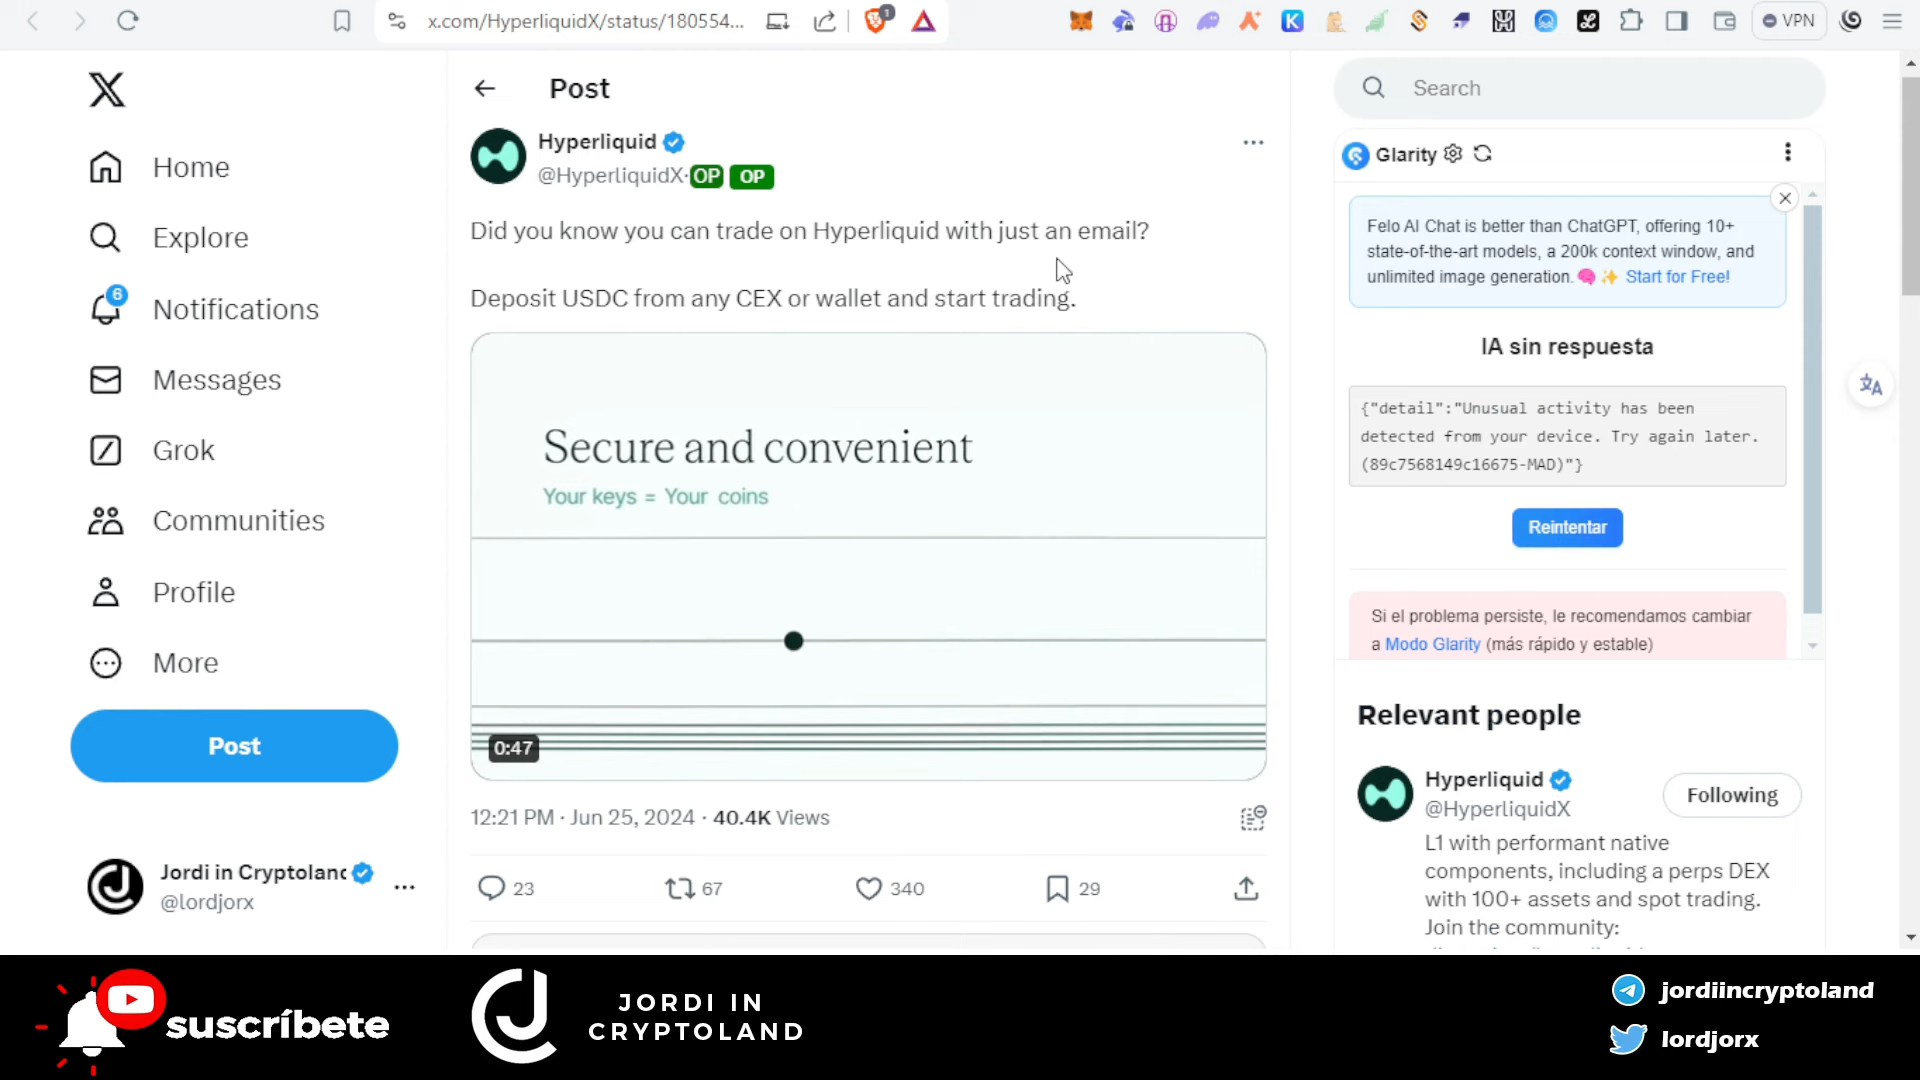 x.com/HyperliquidX/status/180554...
1
VPN
Post
Search
Hyperliquid
@HyperliquidX· OP OP
Did you know you can trade on Hyperliquid with just an email?
Deposit USDC from any CEX or wallet and start trading.
Secure and convenient
Your keys = Your coins
0:47
12:21 PM · Jun 25, 2024 · 40.4K Views
23
67
340
29
Home
Explore
6
Notifications
Messages
Grok
Communities
Profile
More
Post
Jordi in Cryptolanc
@lordjorx
Glarity
Felo AI Chat is better than ChatGPT, offering 10+
state-of-the-art models, a 200k context window, and
unlimited image generation. 🧠 ✨ Start for Free!
IA sin respuesta
{"detail":"Unusual activity has been
detected from your device. Try again later.
(89c7568149c16675-MAD)"}
Reintentar
Si el problema persiste, le recomendamos cambiar
a Modo Glarity (más rápido y estable)
Relevant people
Hyperliquid
@HyperliquidX
Following
L1 with performant native
components, including a perps DEX
with 100+ assets and spot trading.
Join the community:
suscríbete
JORDI IN
CRYPTOLAND
jordiincryptoland
lordjorx